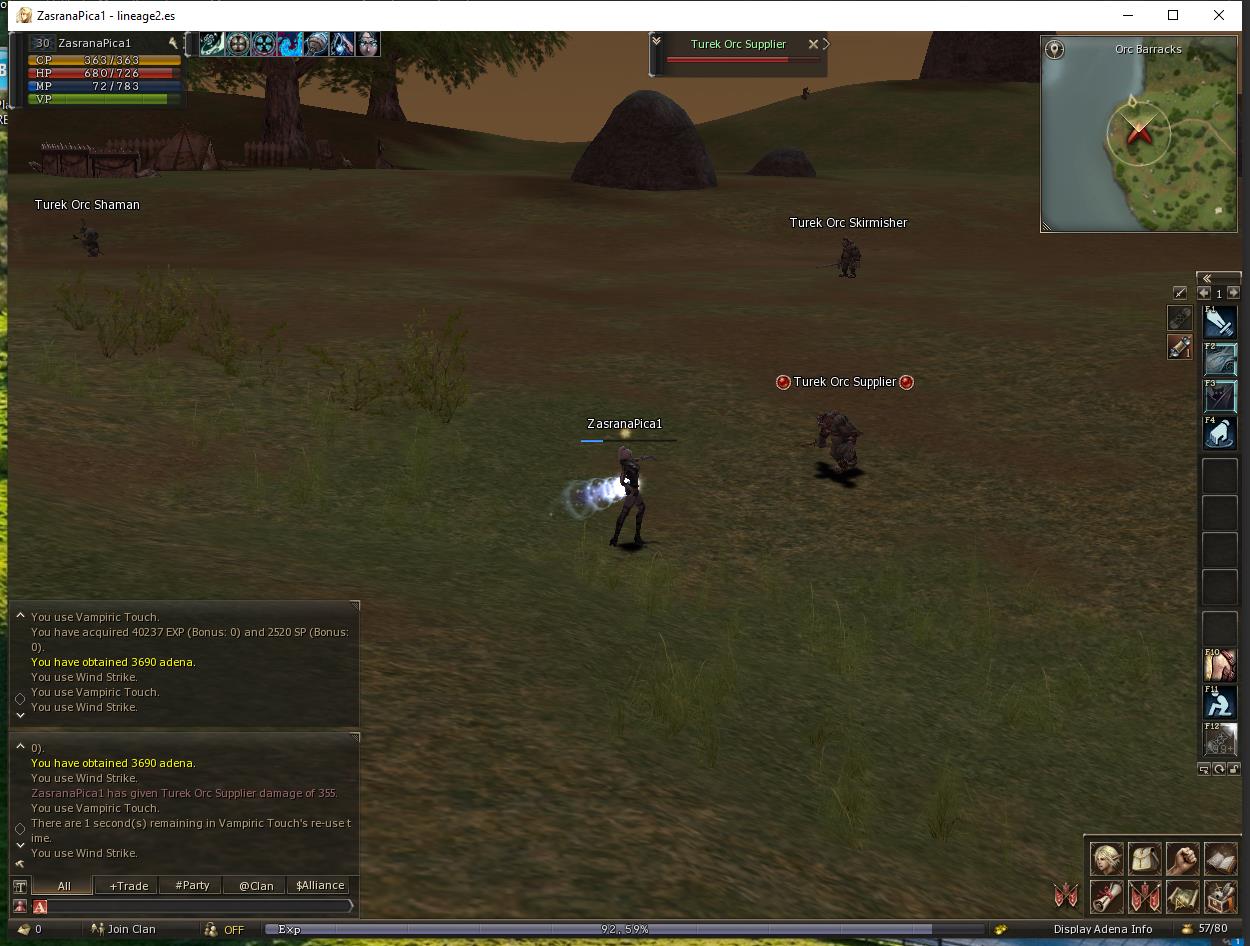 ZasranaPica1 - lineage2.es
30 ZasranaPica1
CP 363/363
HP 680/726
MP 72/783
VP
Turek Orc Supplier
Orc Barracks
Turek Orc Shaman
Turek Orc Skirmisher
Turek Orc Supplier
ZasranaPica1
1
F1
F2
F3
1
F4
F10
F11
F12
99+
You use Vampiric Touch.
You have acquired 40237 EXP (Bonus: 0) and 2520 SP (Bonus:
0).
You have obtained 3690 adena.
You use Wind Strike.
You use Vampiric Touch.
You use Wind Strike.
0).
You have obtained 3690 adena.
You use Wind Strike.
ZasranaPica1 has given Turek Orc Supplier damage of 355.
You use Vampiric Touch.
There are 1 second(s) remaining in Vampiric Touch's re-use t
ime.
You use Wind Strike.
T All +Trade #Party @Clan $Alliance
A
0 Join Clan OFF Exp 92.59% Display Adena Info 57/80